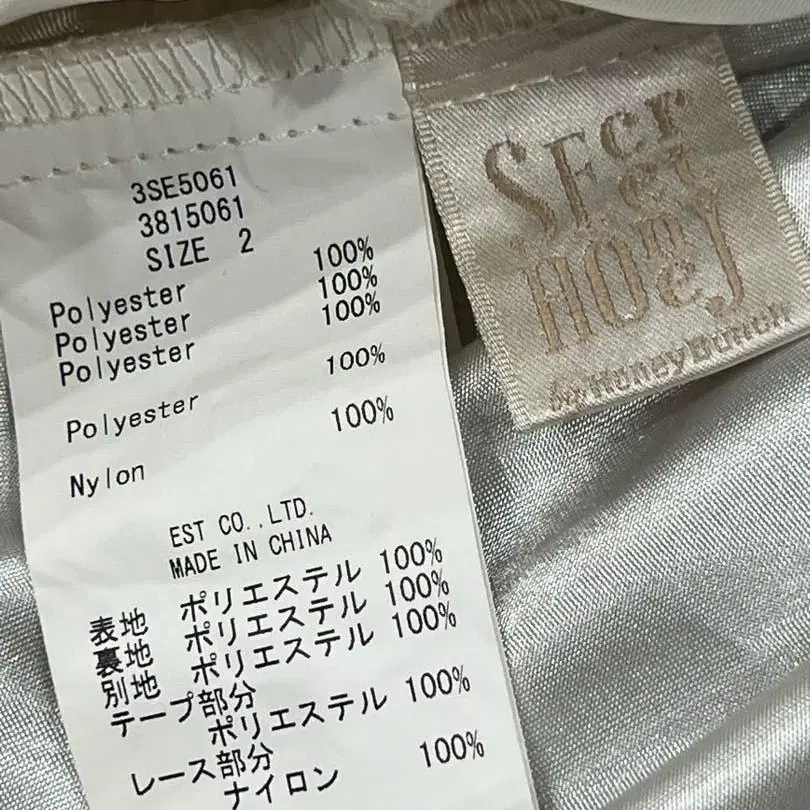 3SE5061
3815061
SIZE 2
Polyester 100%
Polyester 100%
Polyester 100%
Polyester 100%
Nylon 100%
EST CO.,LTD.
MADE IN CHINA
表地 ポリエステル 100%
裏地 ポリエステル 100%
別地 ポリエステル 100%
テープ部分
ポリエステル 100%
レース部分
ナイロン 100%
SEcret
HOneJ
by HoneyBunch